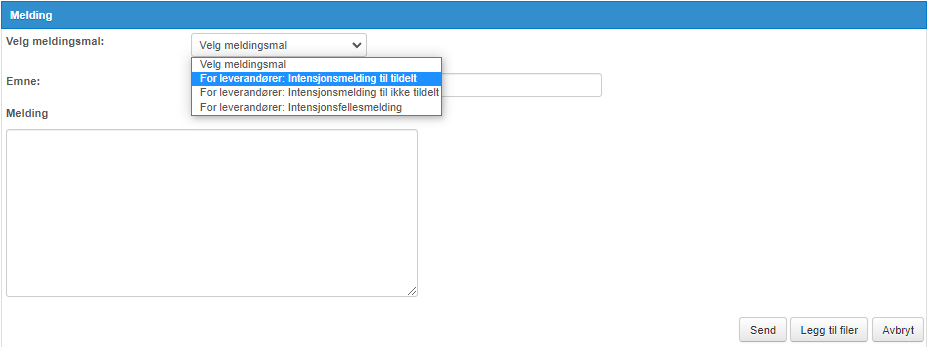 Melding
Velg meldingsmal:
Velg meldingsmal
Velg meldingsmal
For leverandører: Intensjonsmelding til tildelt
For leverandører: Intensjonsmelding til ikke tildelt
For leverandører: Intensjonsfellesmelding
Emne:
Melding
Send Legg til filer Avbryt